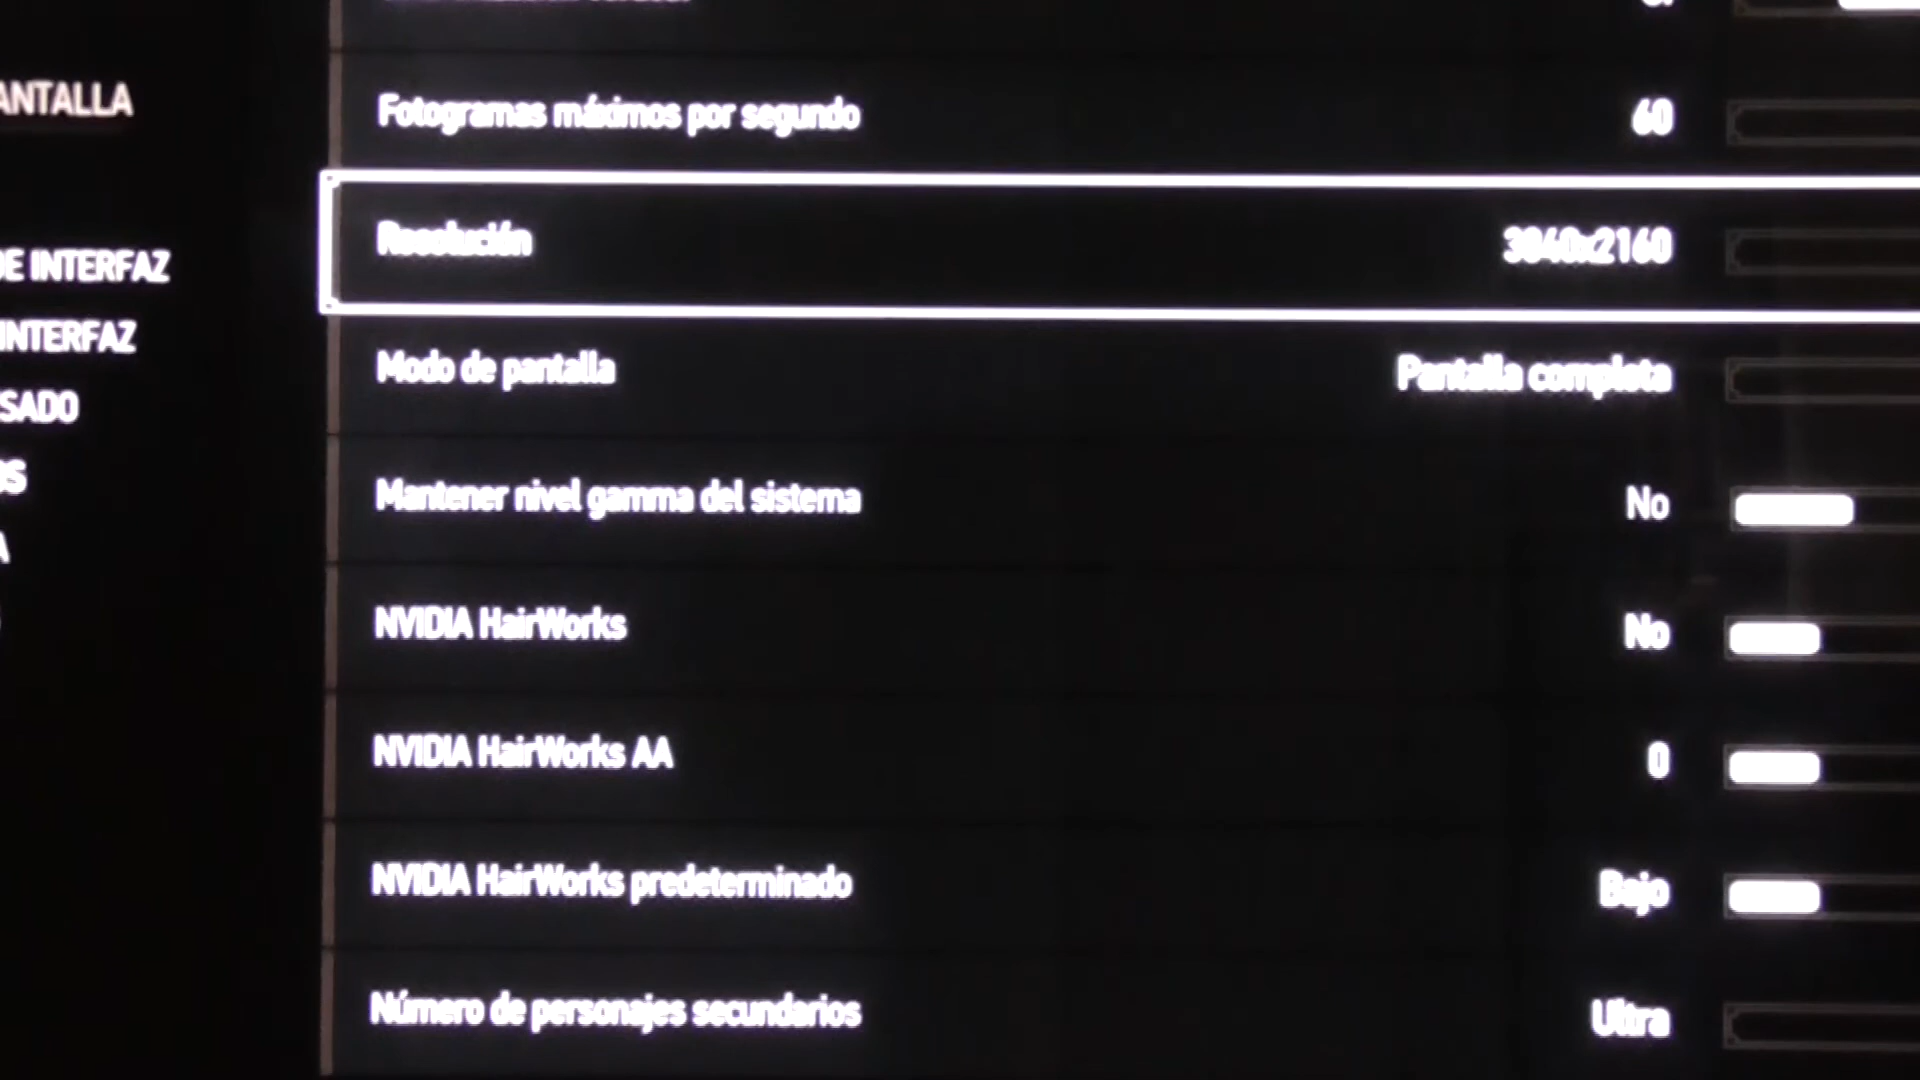 ANTALLA
DE INTERFAZ
INTERFAZ
SADO
OS
A
Fotogramas máximos por segundo 60
Resolución 3840x2160
Modo de pantalla Pantalla completa
Mantener nivel gamma del sistema No
NVIDIA HairWorks No
NVIDIA HairWorks AA 0
NVIDIA HairWorks predeterminado Bajo
Número de personajes secundarios Ultra